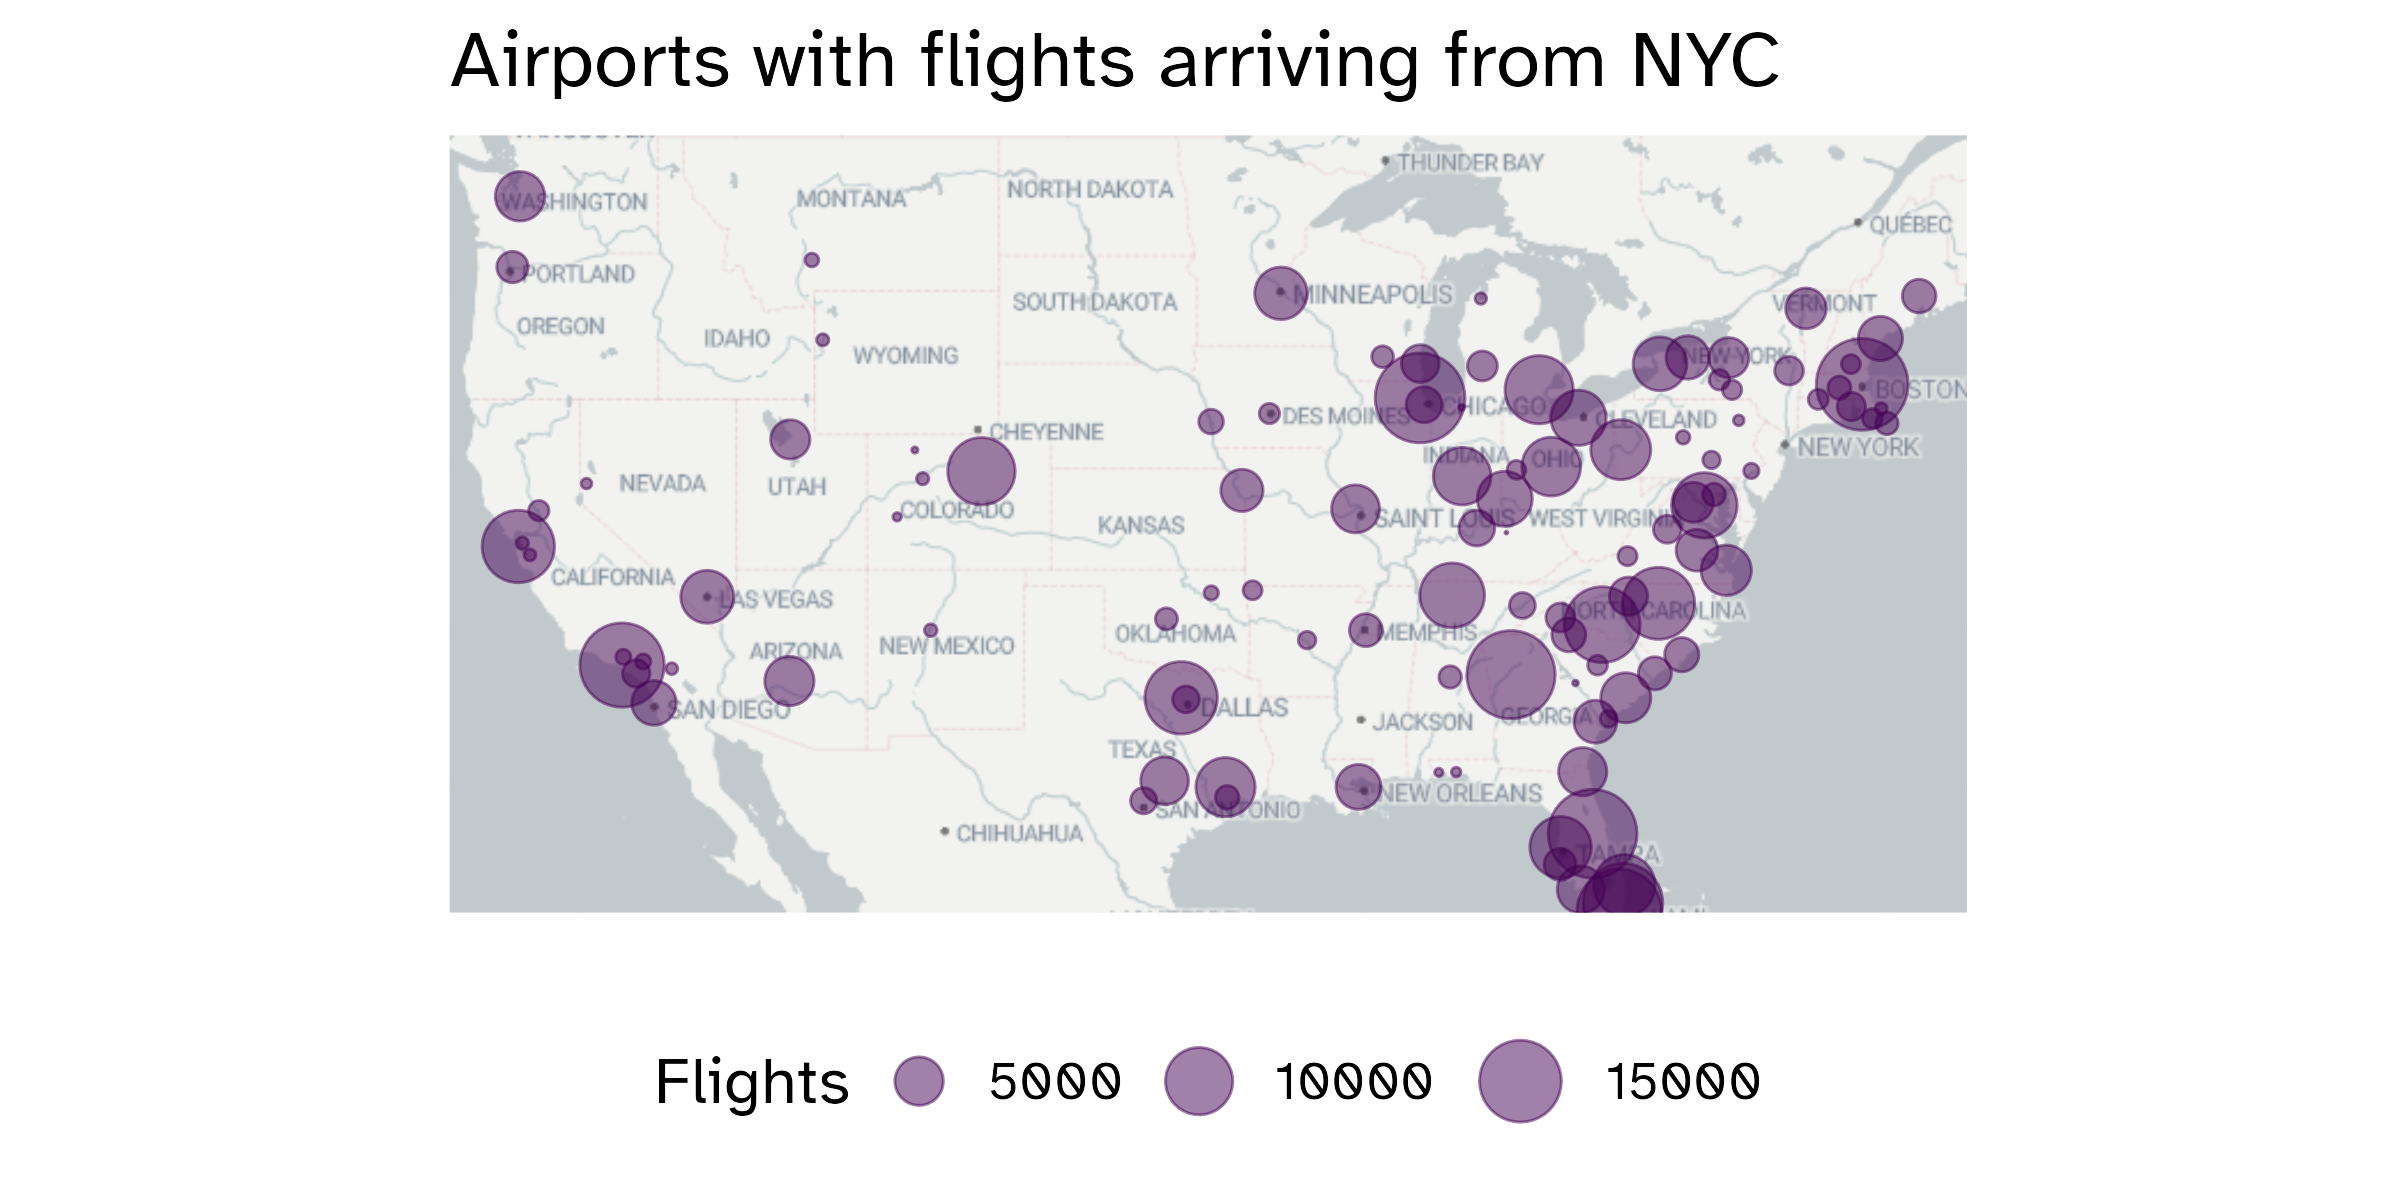 Airports with flights arriving from NYC
THUNDER BAY
WASHINGTON
MONTANA
NORTH DAKOTA
QUÉBEC
PORTLAND
SOUTH DAKOTA
MINNEAPOLIS
VERMONT
OREGON
IDAHO
WYOMING
NEW YORK
CHICAGO
BOSTON
DES MOINES
CLEVELAND
CHEYENNE
NEW YORK
INDIANA
OHIO
NEVADA
UTAH
COLORADO
KANSAS
SAINT LOUIS
WEST VIRGINIA
CALIFORNIA
LAS VEGAS
NORTH CAROLINA
OKLAHOMA
MEMPHIS
ARIZONA
NEW MEXICO
SAN DIEGO
DALLAS
JACKSON
GEORGIA
TEXAS
NEW ORLEANS
SAN ANTONIO
CHIHUAHUA
TAMPA
Flights 5000 10000 15000